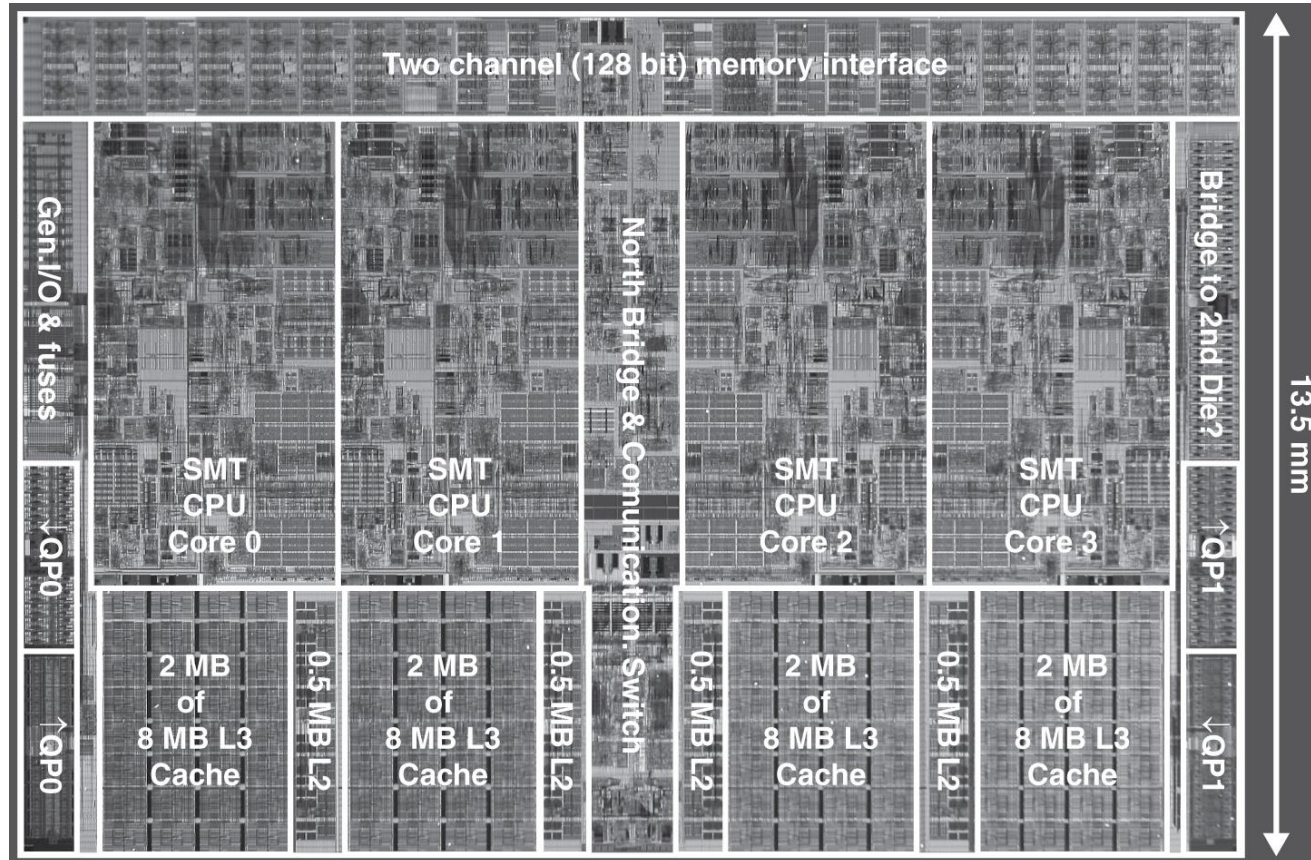 Two channel (128 bit) memory interface
Gen.I/O & fuses
↓QP0
↑QP0
SMT
CPU
Core 0
SMT
CPU
Core 1
North Bridge & Communication. Switch
SMT
CPU
Core 2
SMT
CPU
Core 3
Bridge to 2nd Die?
↑QP1
↓QP1
2 MB
of
8 MB L3
Cache
0.5 MB L2
2 MB
of
8 MB L3
Cache
0.5 MB L2
0.5 MB L2
2 MB
of
8 MB L3
Cache
0.5 MB L2
2 MB
of
8 MB L3
Cache
13.5 mm